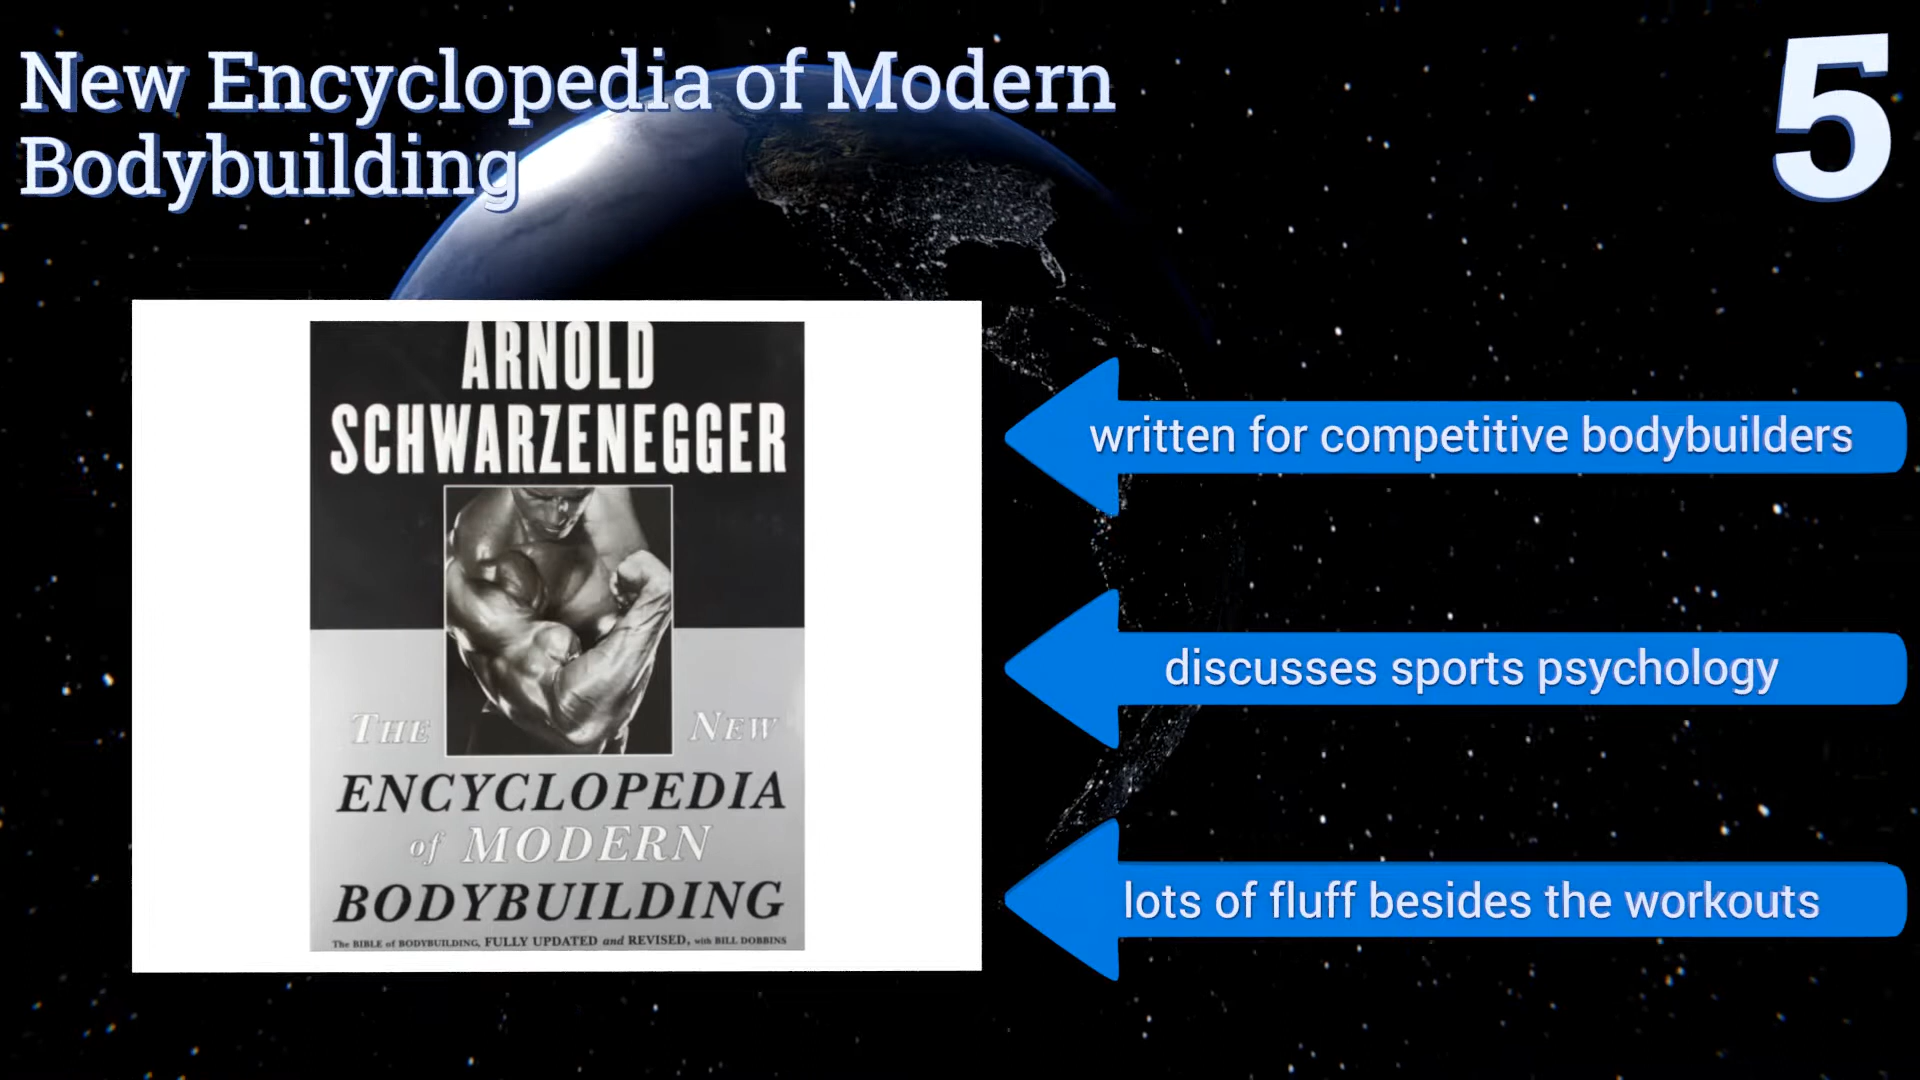 New Encyclopedia of Modern
Bodybuilding
5
ARNOLD
SCHWARZENEGGER
THE NEW
ENCYCLOPEDIA
of MODERN
BODYBUILDING
The BIBLE of BODYBUILDING, FULLY UPDATED and REVISED, with BILL DOBBINS
written for competitive bodybuilders
discusses sports psychology
lots of fluff besides the workouts